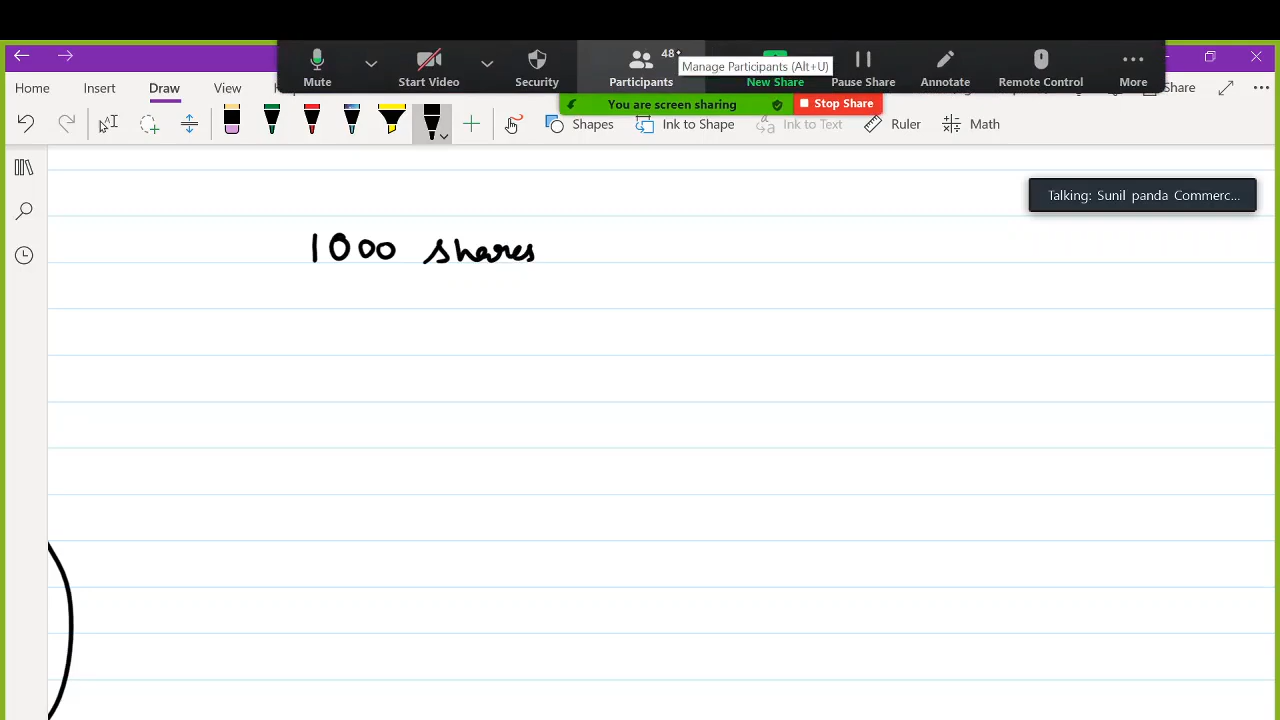 48
Mute
Start Video
Security
Participants
Manage Participants (Alt+U)
New Share
Pause Share
Annotate
Remote Control
More
You are screen sharing
Stop Share
Home
Insert
Draw
View
Share
Shapes
Ink to Shape
Ink to Text
Ruler
Math
Talking: Sunil panda Commerc...
1000 shares